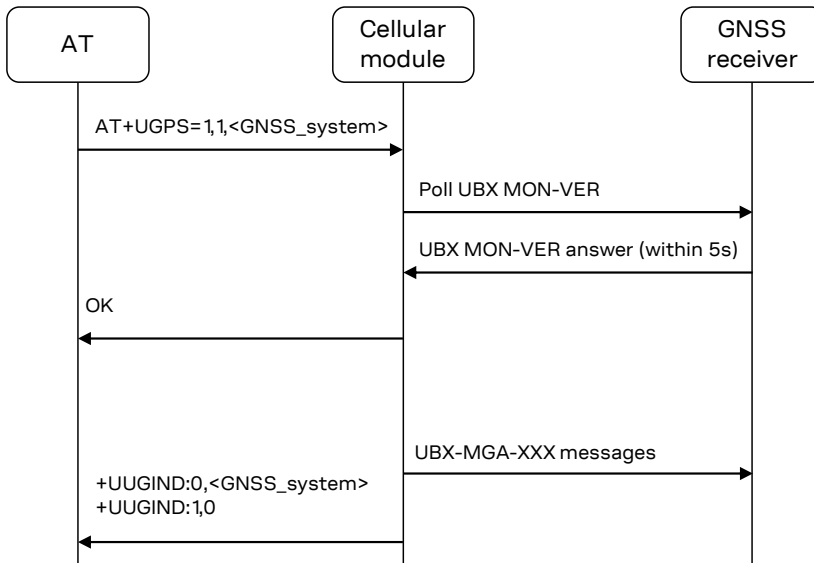 AT
Cellular
module
GNSS
receiver
AT+UGPS=1,1,<GNSS_system>
Poll UBX MON-VER
UBX MON-VER answer (within 5s)
OK
UBX-MGA-XXX messages
+UUGIND:0,<GNSS_system>
+UUGIND:1,0